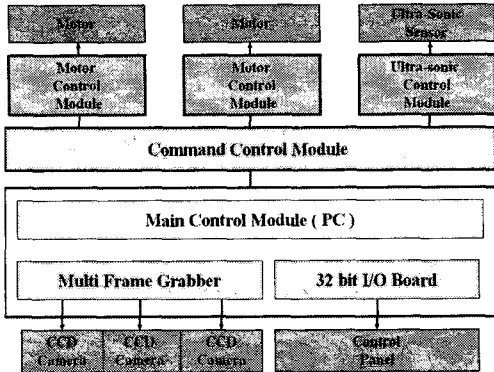 Motor
Motor
Ultra-Sonic
Sensor
Motor
Control
Module
Motor
Control
Module
Ultra-sonic
Control
Module
Command Control Module
Main Control Module ( PC )
Multi Frame Grabber
32 bit I/O Board
CCD
Camera
CCD
Camera
CCD
Camera
Control
Panel